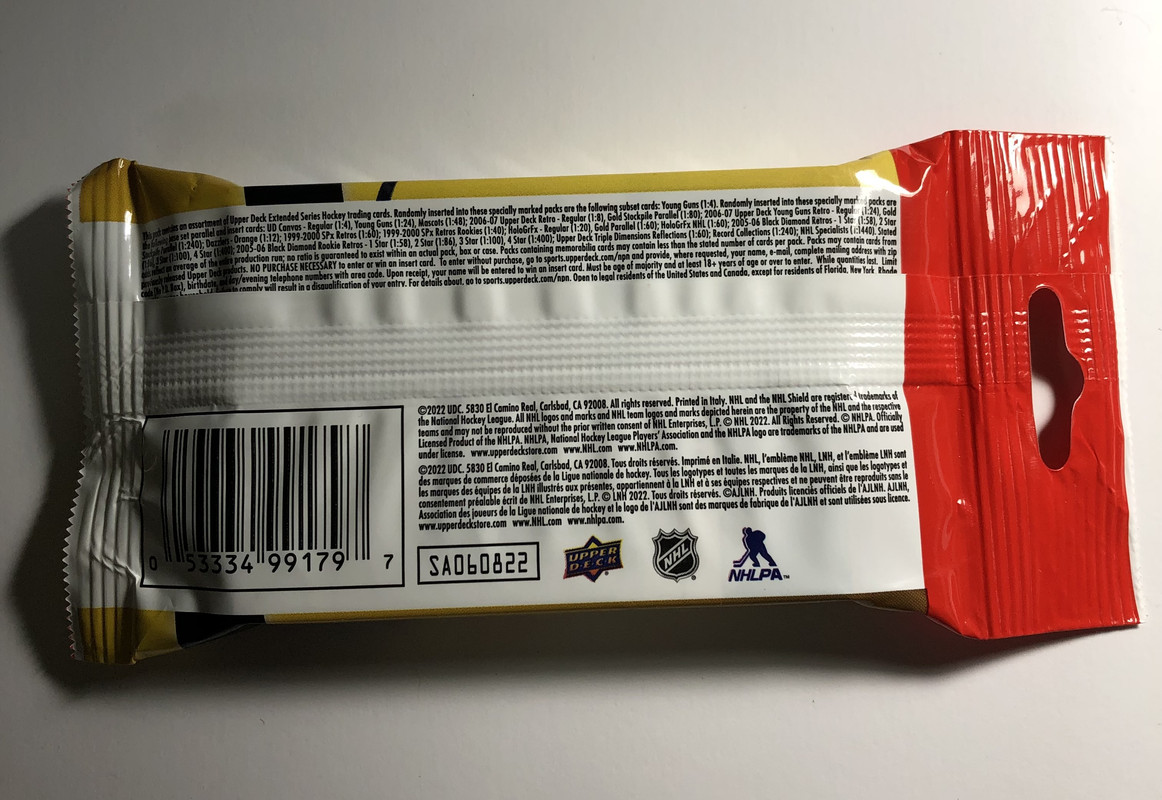 This pack contains an assortment of Upper Deck Extended Series Hockey trading cards. Randomly inserted into these specially marked packs are the following subset cards: Young Guns (1:4). Randomly inserted into these specially marked packs are
the following base set parallel and insert cards: UD Canvas - Regular (1:4), Young Guns (1:24), Mascots (1:48); 2006-07 Upper Deck Retro - Regular (1:8), Gold Stockpile Parallel (1:80); 2006-07 Upper Deck Young Guns Retro - Regular (1:24), Gold
Parallel (1:240); Dazzlers - Orange (1:12); 1999-2000 SPx Retros (1:60); 1999-2000 SPx Retros Rookies (1:40); HoloGrFx - Regular (1:20), Gold Parallel (1:60); HoloGrFx NHL (1:60); 2005-06 Black Diamond Retros - 1 Star (1:58), 2 Star
3 Star (1:100), 4 Star (1:400); 2005-06 Black Diamond Rookie Retros - 1 Star (1:58), 2 Star (1:86), 3 Star (1:100), 4 Star (1:400); Upper Deck Triple Dimensions Reflections (1:60); Record Collections (1:240); NHL Specialists (1:1440). Stated
average of the production run; no ratio is guaranteed to exist within an actual pack, box or case. Packs containing memorabilia cards may contain less than the stated number of cards per pack. Packs may contain cards from
Upper Deck products. NO PURCHASE NECESSARY to enter or win an insert card. To enter without purchase, go to sports.upperdeck.com/npn and provide, where requested, your name, e-mail, complete mailing address with zip
birthdate, and day/evening telephone numbers with area code. Upon receipt, your name will be entered to win an insert card. Must be age of majority and at least 18+ years of age or over to enter. While quantities last. Limit
to comply will result in a disqualification of your entry. For details about, go to sports.upperdeck.com/npn. Open to legal residents of the United States and Canada, except for residents of Florida, New York, Rhode
©2022 UDC. 5830 El Camino Real, Carlsbad, CA 92008. All rights reserved. Printed in Italy. NHL and the NHL Shield are registered trademarks of
the National Hockey League. All NHL logos and marks and NHL team logos and marks depicted herein are the property of the NHL and the respective
teams and may not be reproduced without the prior written consent of NHL Enterprises, L.P. © NHL 2022. All Rights Reserved. © NHLPA. Officially
Licensed Product of the NHLPA. NHLPA, National Hockey League Players' Association and the NHLPA logo are trademarks of the NHLPA and are used
under license. www.upperdeckstore.com www.NHL.com www.NHLPA.com.
©2022 UDC. 5830 El Camino Real, Carlsbad, CA 92008. Tous droits réservés. Imprimé en Italie. NHL, l'emblème NHL, LNH, et l'emblème LNH sont
des marques de commerce déposées de la Ligue nationale de hockey. Tous les logotypes et toutes les marques de la LNH, ainsi que les logotypes et
les marques des équipes de la LNH illustrés aux présentes, appartiennent à la LNH et à ses équipes respectives et ne peuvent être reproduits sans le
consentement préalable écrit de NHL Enterprises, L.P. © LNH 2022. Tous droits réservés. ©AJLNH. Produits licenciés officiels de l'AJLNH. AJLNH,
Association des joueurs de la Ligue nationale de hockey et le logo de l'AJLNH sont des marques de fabrique de l'AJLNH et sont utilisées sous licence.
www.upperdeckstore.com www.NHL.com www.nhlpa.com.
0 53334 99179 7
SA060822
UPPER DECK
NHL
NHLPA™